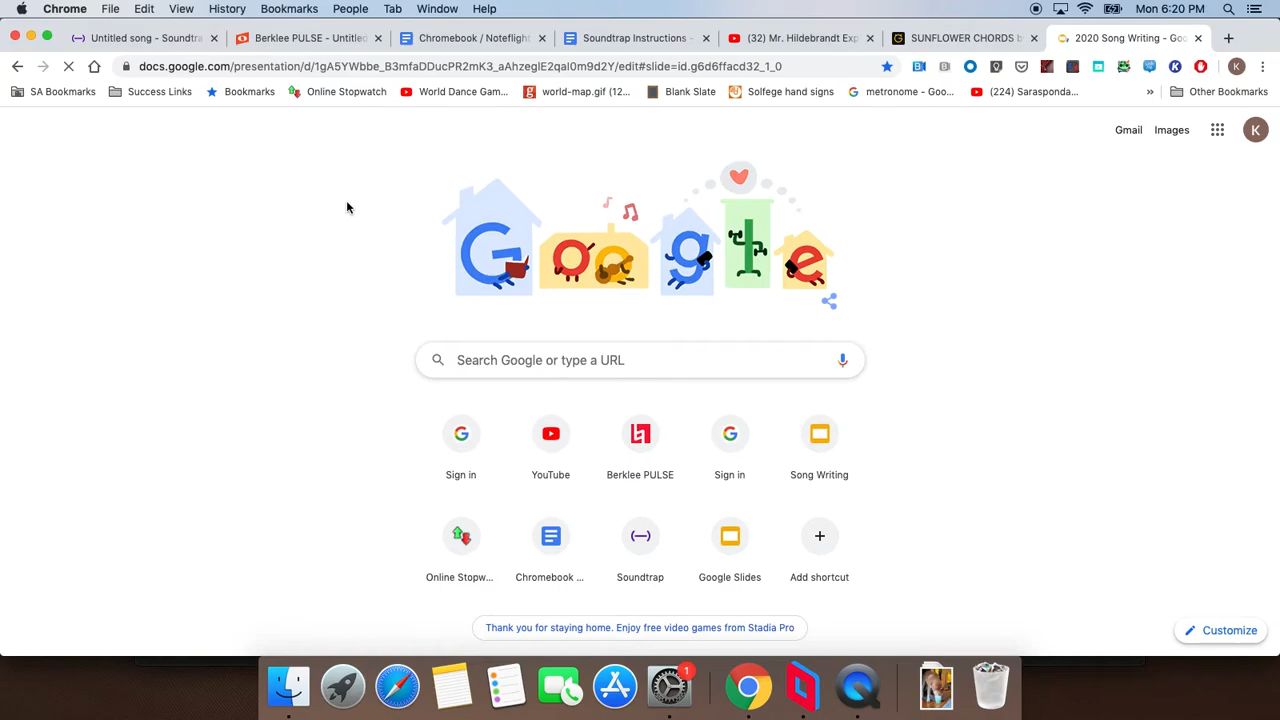 Chrome File Edit View History Bookmarks People Tab Window Help Mon 6:20 PM
Untitled song - Soundtra Berklee PULSE - Untitled Chromebook / Noteflight Soundtrap Instructions - (32) Mr. Hildebrandt Exp SUNFLOWER CHORDS b 2020 Song Writing - Goo
docs.google.com/presentation/d/1gA5YWbbe_B3mfaDDucPR2mK3_aAhzeglE2qaI0m9d2Y/edit#slide=id.g6d6ffacd32_1_0 K
SA Bookmarks Success Links Bookmarks Online Stopwatch World Dance Gam... world-map.gif (12... Blank Slate Solfege hand signs metronome - Goo... (224) Sarasponda... » Other Bookmarks
Gmail Images K
Google
Search Google or type a URL
Sign in YouTube Berklee PULSE Sign in Song Writing
Online Stopw... Chromebook ... Soundtrap Google Slides Add shortcut
Thank you for staying home. Enjoy free video games from Stadia Pro
Customize
1